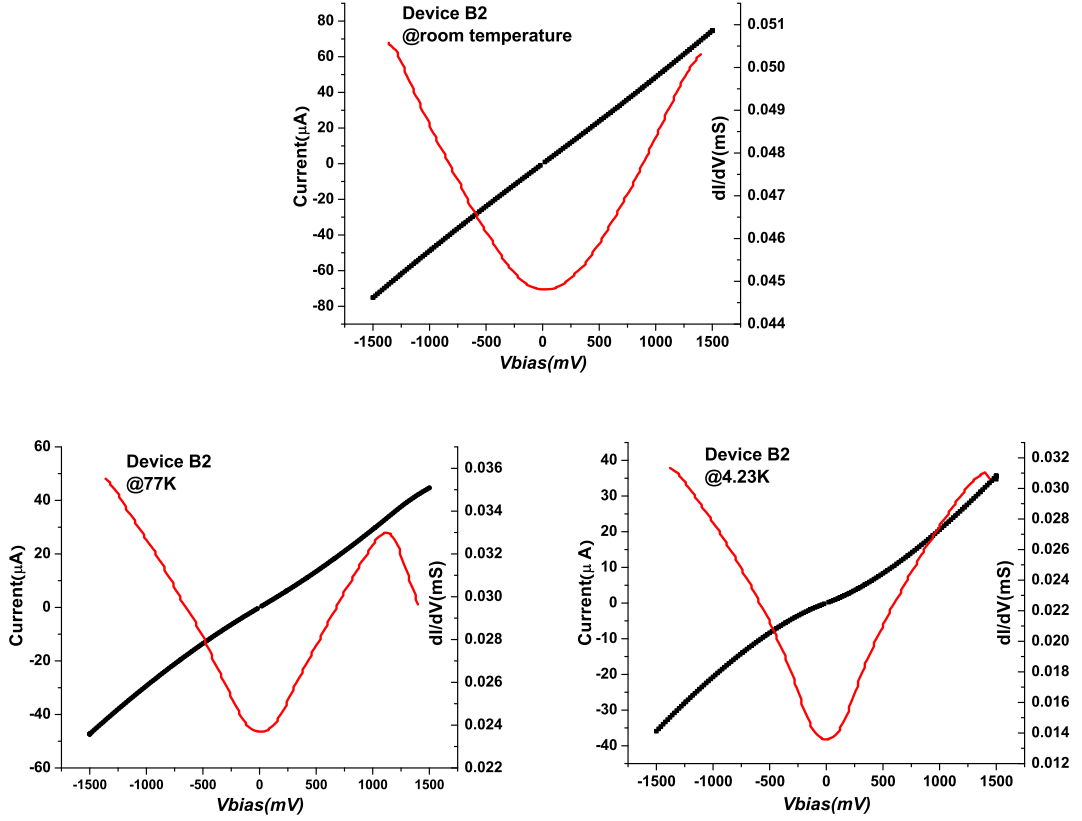 Device B2
@room temperature
80
60
40
20
0
-20
-40
-60
-80
Current(μA)
0.051
0.050
0.049
0.048
0.047
0.046
0.045
0.044
dI/dV(mS)
-1500 -1000 -500 0 500 1000 1500
Vbias(mV)
Device B2
@77K
60
40
20
0
-20
-40
-60
Current(μA)
0.036
0.034
0.032
0.030
0.028
0.026
0.024
0.022
dI/dV(mS)
-1500 -1000 -500 0 500 1000 1500
Vbias(mV)
Device B2
@4.23K
40
30
20
10
0
-10
-20
-30
-40
Current(μ A)
0.032
0.030
0.028
0.026
0.024
0.022
0.020
0.018
0.016
0.014
0.012
dI/dV(mS)
-1500 -1000 -500 0 500 1000 1500
Vbias(mV)